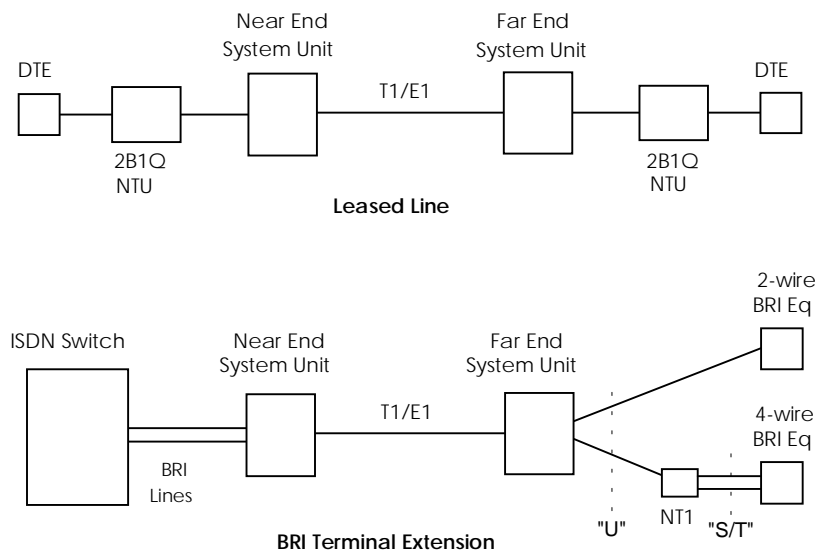 Near End
System Unit
Far End
System Unit
DTE
T1/E1
DTE
2B1Q
NTU
2B1Q
NTU
Leased Line
2-wire
BRI Eq
ISDN Switch
Near End
System Unit
Far End
System Unit
T1/E1
4-wire
BRI Eq
BRI
Lines
"U"
NT1
"S/T"
BRI Terminal Extension